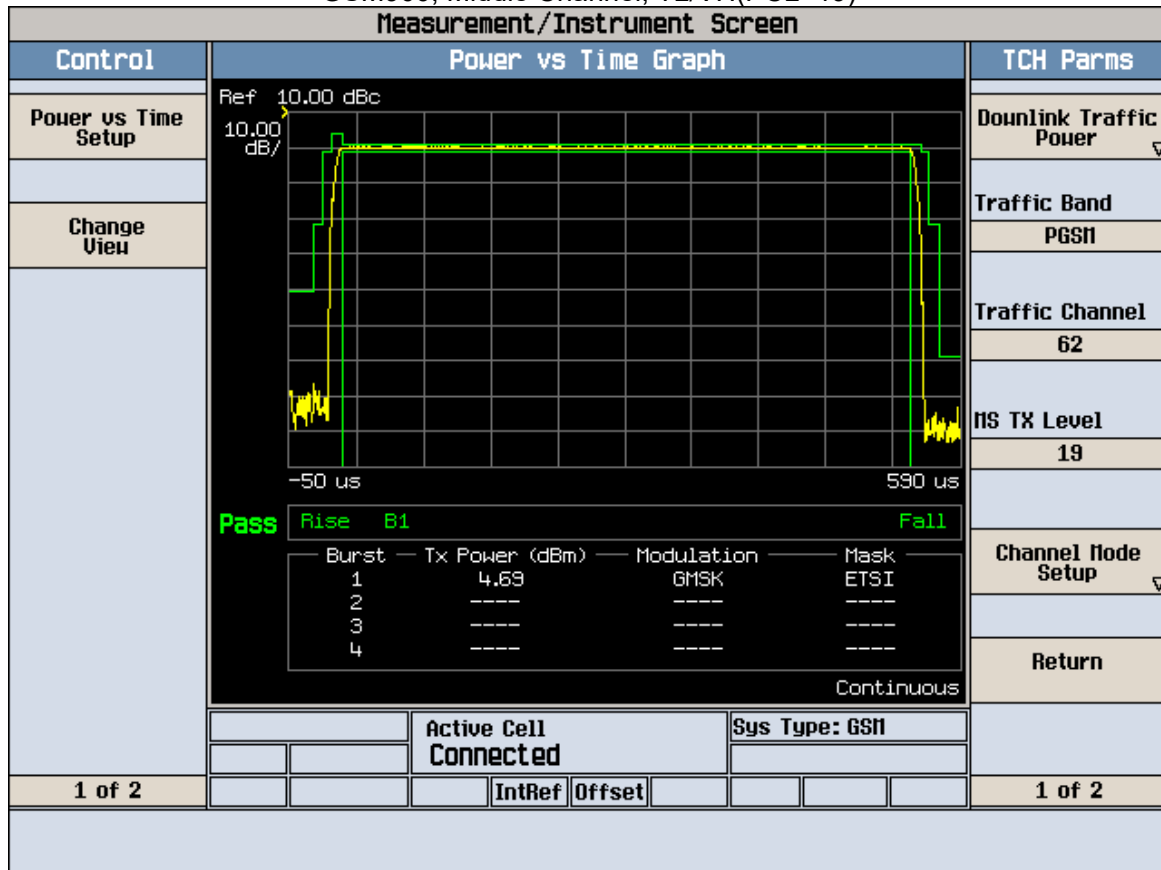 Measurement/Instrument Screen
Control
Power vs Time Graph
TCH Parms
Power vs Time
Setup
Change
View
1 of 2
Ref 10.00 dBc
10.00
dB/
-50 us
590 us
Pass
Rise B1 Fall
Burst Tx Power (dBm) Modulation Mask
1 4.69 GMSK ETSI
2 ---- ---- ----
3 ---- ---- ----
4 ---- ---- ----
Continuous
Active Cell
Connected
Sys Type: GSM
IntRef Offset
Downlink Traffic
Power
Traffic Band
PGSM
Traffic Channel
62
MS TX Level
19
Channel Mode
Setup
Return
1 of 2